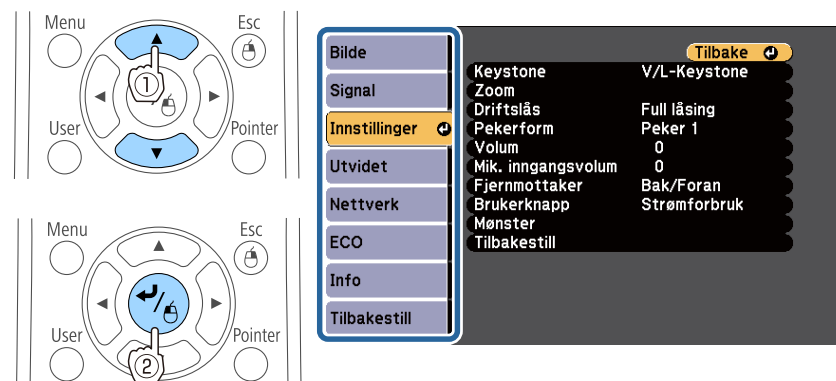 Menu
Esc
①
User
Pointer
Menu
Esc
User
Pointer
②
Bilde
Signal
Innstillinger
Utvidet
Nettverk
ECO
Info
Tilbakestill
Tilbake
Keystone V/L-Keystone
Zoom
Driftslås Full låsing
Pekerform Peker 1
Volum 0
Mik. inngangsvolum 0
Fjernmottaker Bak/Foran
Brukerknapp Strømforbruk
Mønster
Tilbakestill